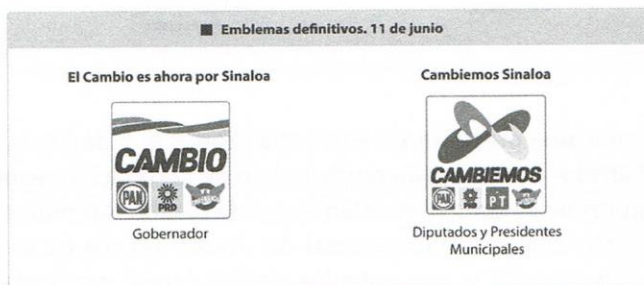 Emblemas definitivos. 11 de junio
El Cambio es ahora por Sinaloa
Cambiemos Sinaloa
CAMBIO
PAN PRD
CAMBIEMOS
PAN PRD PT
Gobernador
Diputados y Presidentes
Municipales